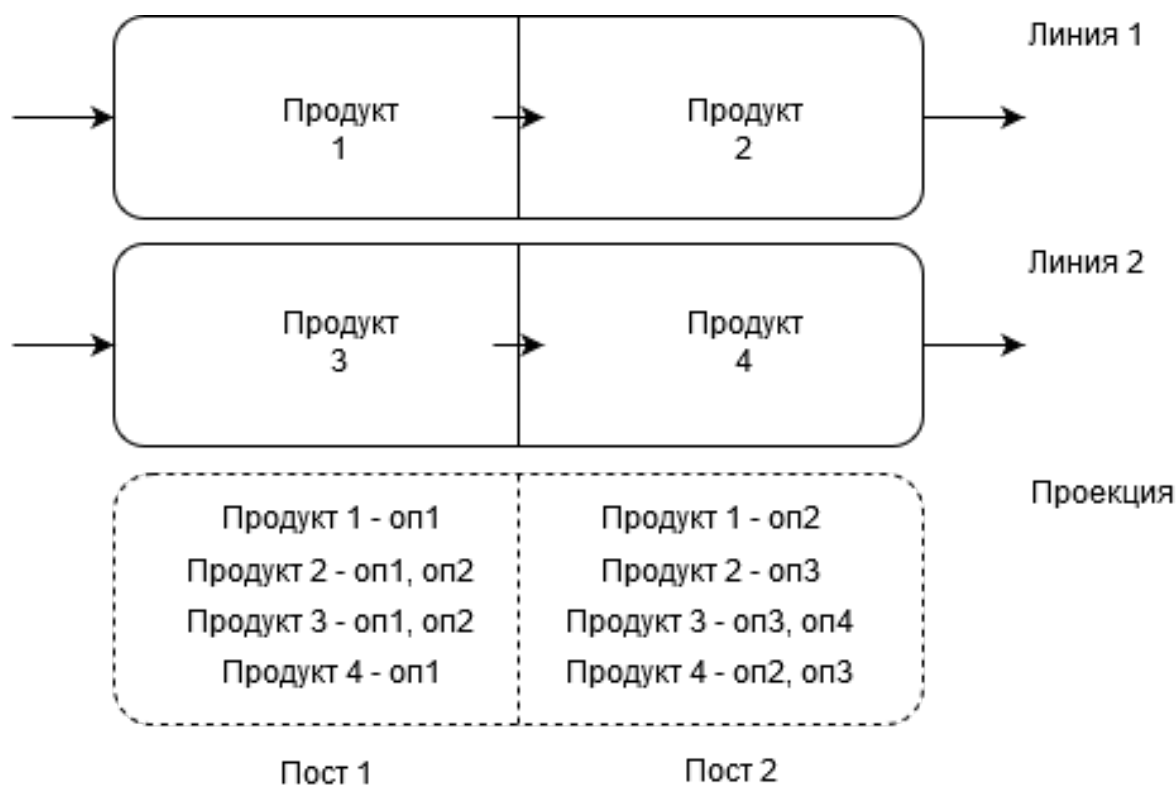 Линия 1
Продукт
1
Продукт
2
Линия 2
Продукт
3
Продукт
4
Проекция
Продукт 1 - оп1
Продукт 2 - оп1, оп2
Продукт 3 - оп1, оп2
Продукт 4 - оп1
Продукт 1 - оп2
Продукт 2 - оп3
Продукт 3 - оп3, оп4
Продукт 4 - оп2, оп3
Пост 1
Пост 2